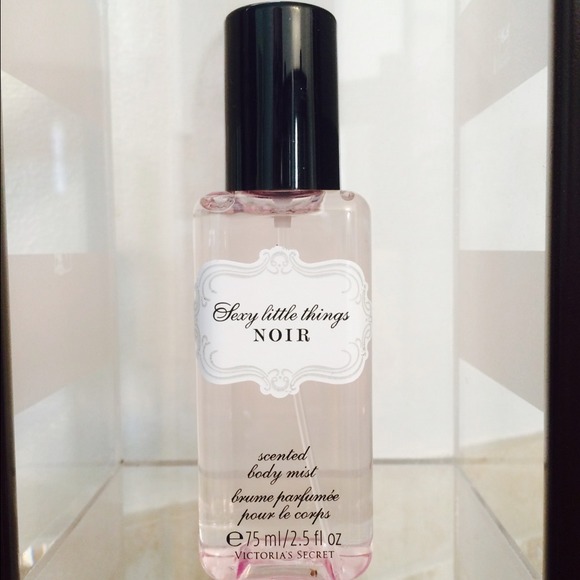 Sexy little things
NOIR
scented
body mist
brume parfumée
pour le corps
℮75 ml/2.5 fl oz
VICTORIA'S SECRET